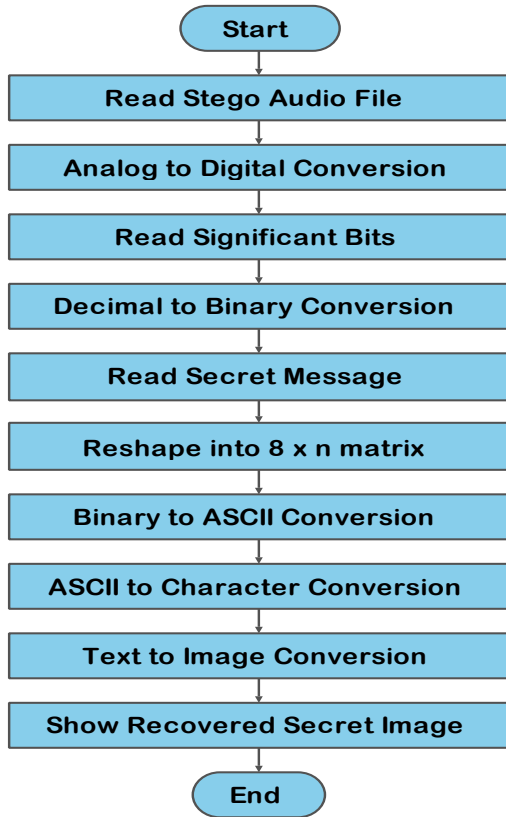 Start
Read Stego Audio File
Analog to Digital Conversion
Read Significant Bits
Decimal to Binary Conversion
Read Secret Message
Reshape into 8 x n matrix
Binary to ASCII Conversion
ASCII to Character Conversion
Text to Image Conversion
Show Recovered Secret Image
End